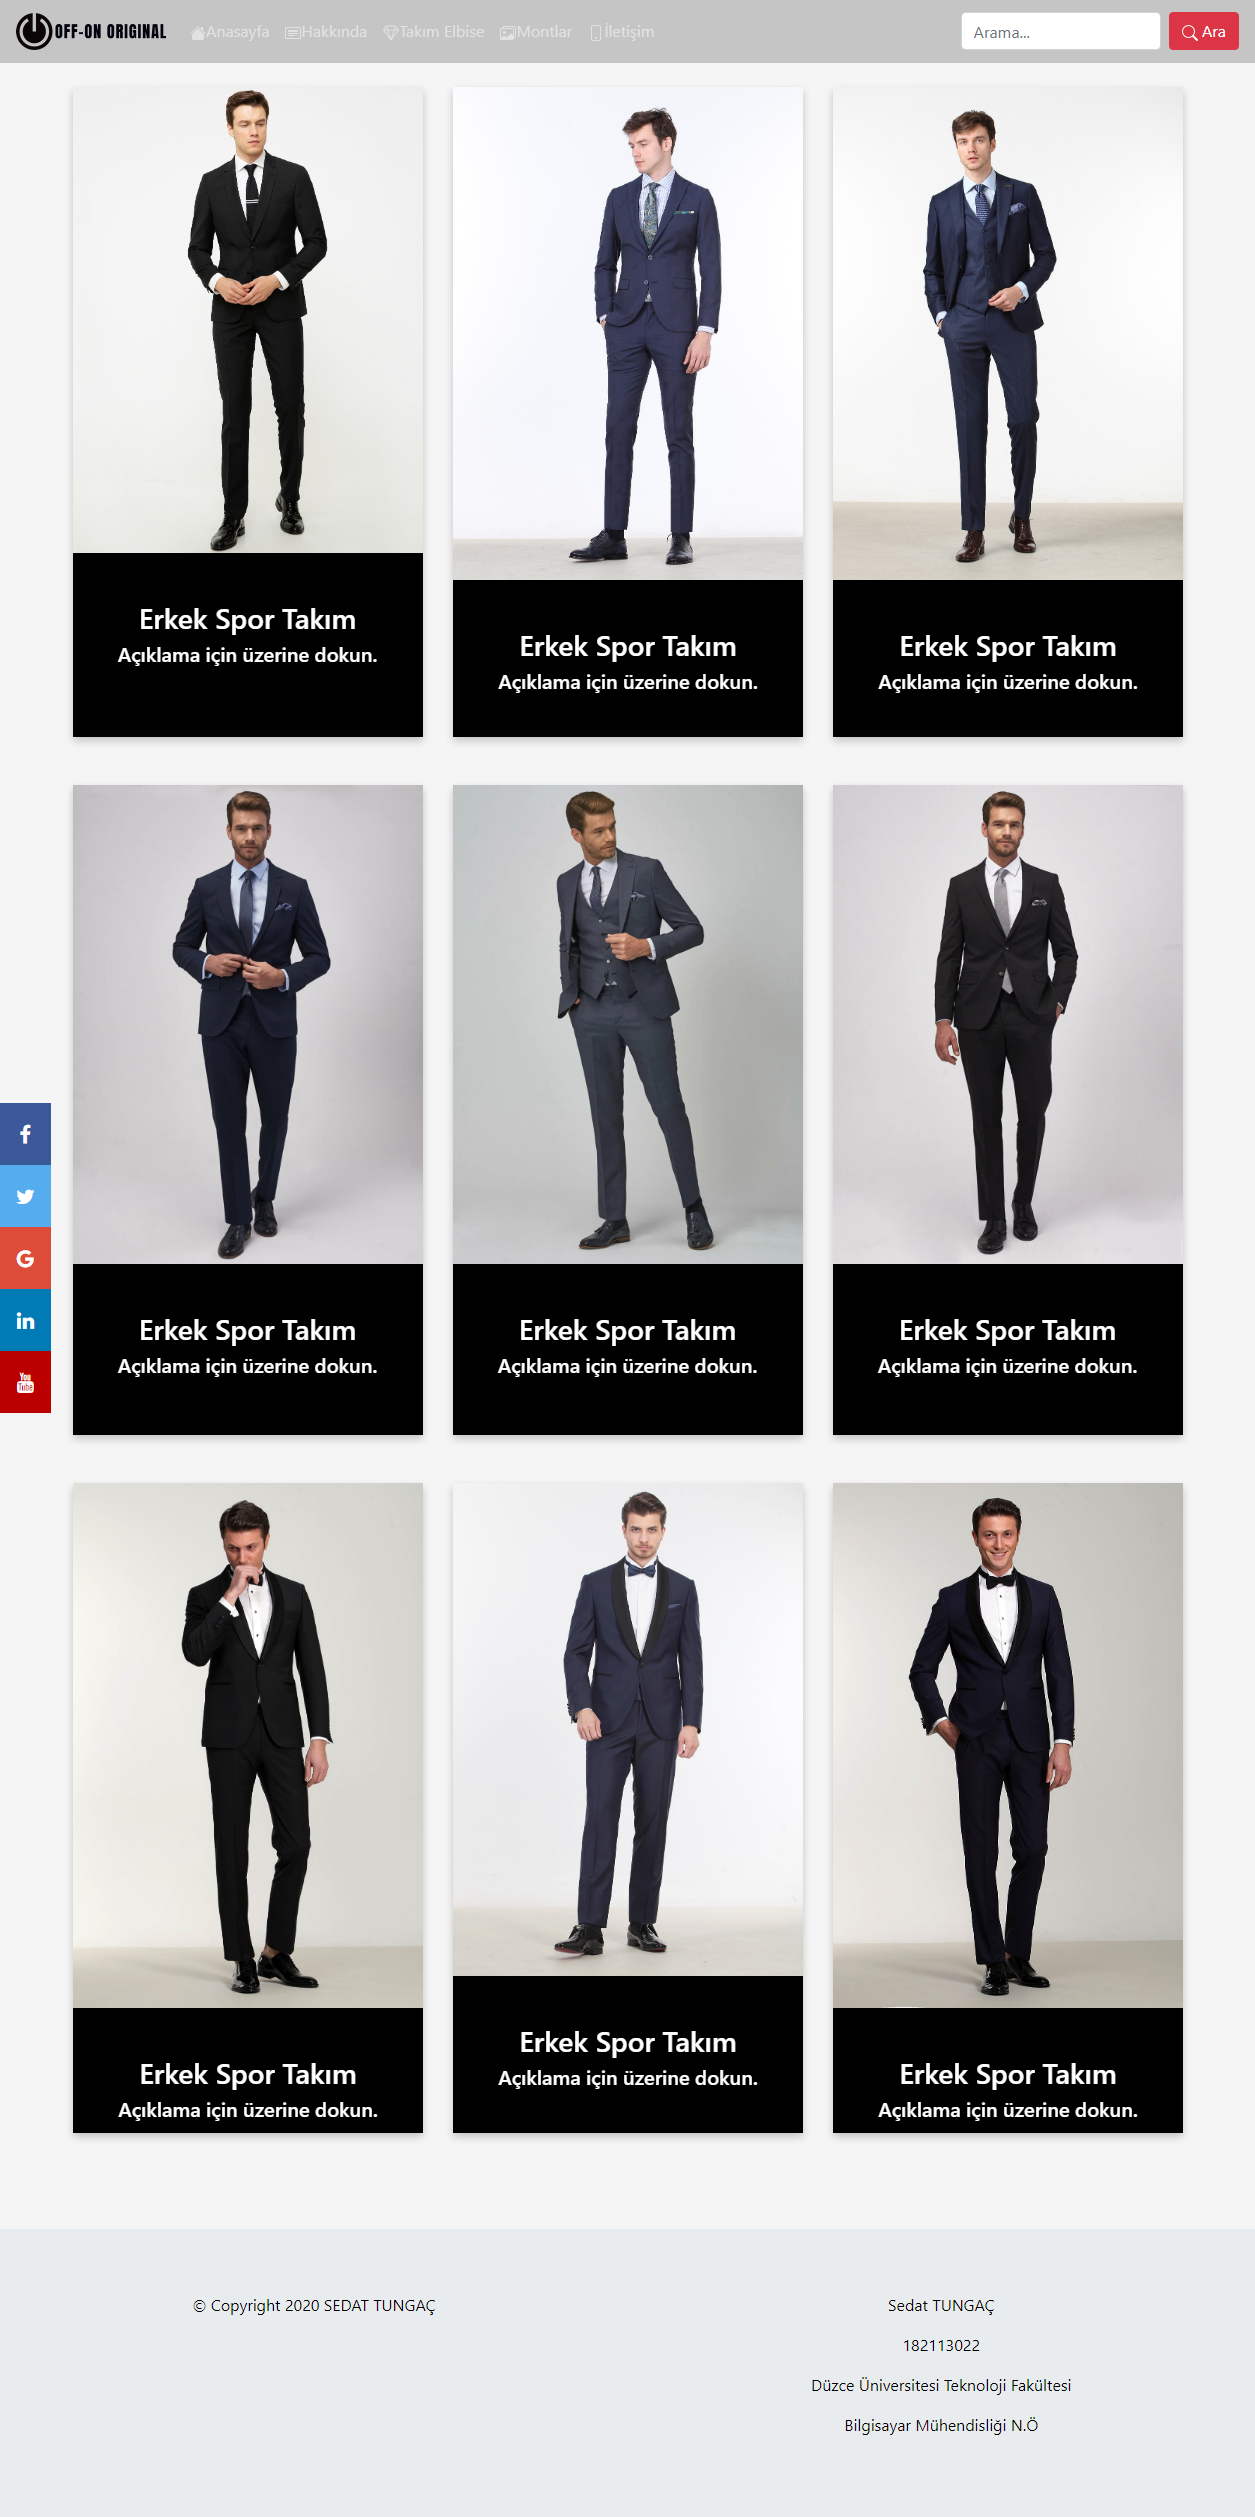 OFF-ON ORIGINAL Anasayfa Hakkında Takım Elbise Montlar İletişim Arama... Ara
Erkek Spor Takım
Açıklama için üzerine dokun.
Erkek Spor Takım
Açıklama için üzerine dokun.
Erkek Spor Takım
Açıklama için üzerine dokun.
Erkek Spor Takım
Açıklama için üzerine dokun.
Erkek Spor Takım
Açıklama için üzerine dokun.
Erkek Spor Takım
Açıklama için üzerine dokun.
You
Tube
Erkek Spor Takım
Açıklama için üzerine dokun.
Erkek Spor Takım
Açıklama için üzerine dokun.
Erkek Spor Takım
Açıklama için üzerine dokun.
© Copyright 2020 SEDAT TUNGAÇ
Sedat TUNGAÇ
182113022
Düzce Üniversitesi Teknoloji Fakültesi
Bilgisayar Mühendisliği N.Ö